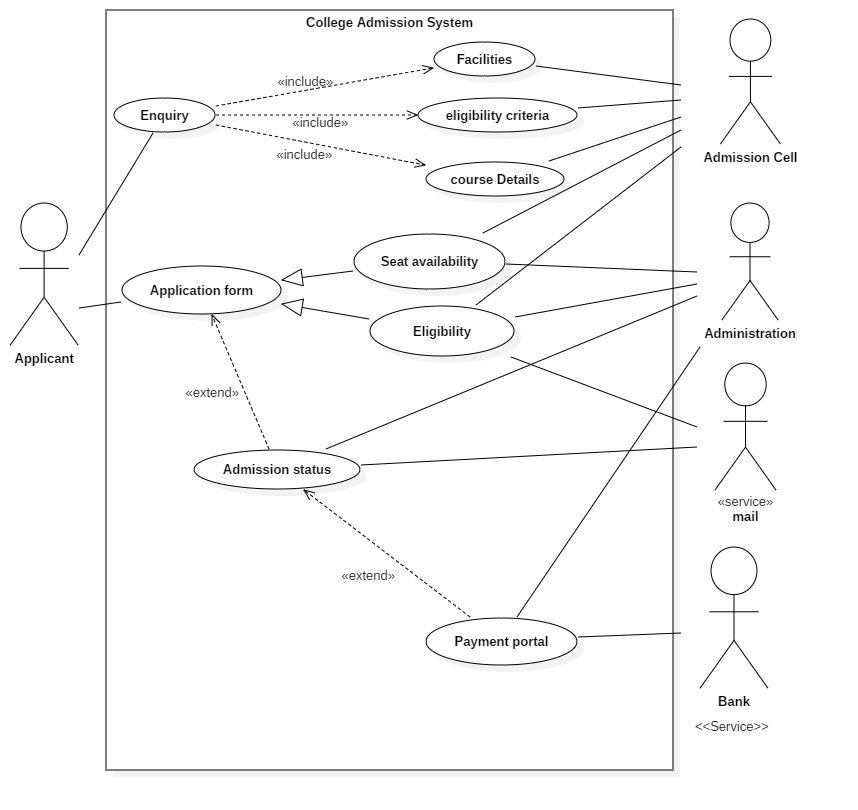 College Admission System
Facilities
«include»
Enquiry
eligibility criteria
«include»
«include»
course Details
Admission Cell
Seat availability
Application form
Eligibility
Administration
Applicant
«extend»
Admission status
«service»
mail
«extend»
Payment portal
Bank
<<Service>>